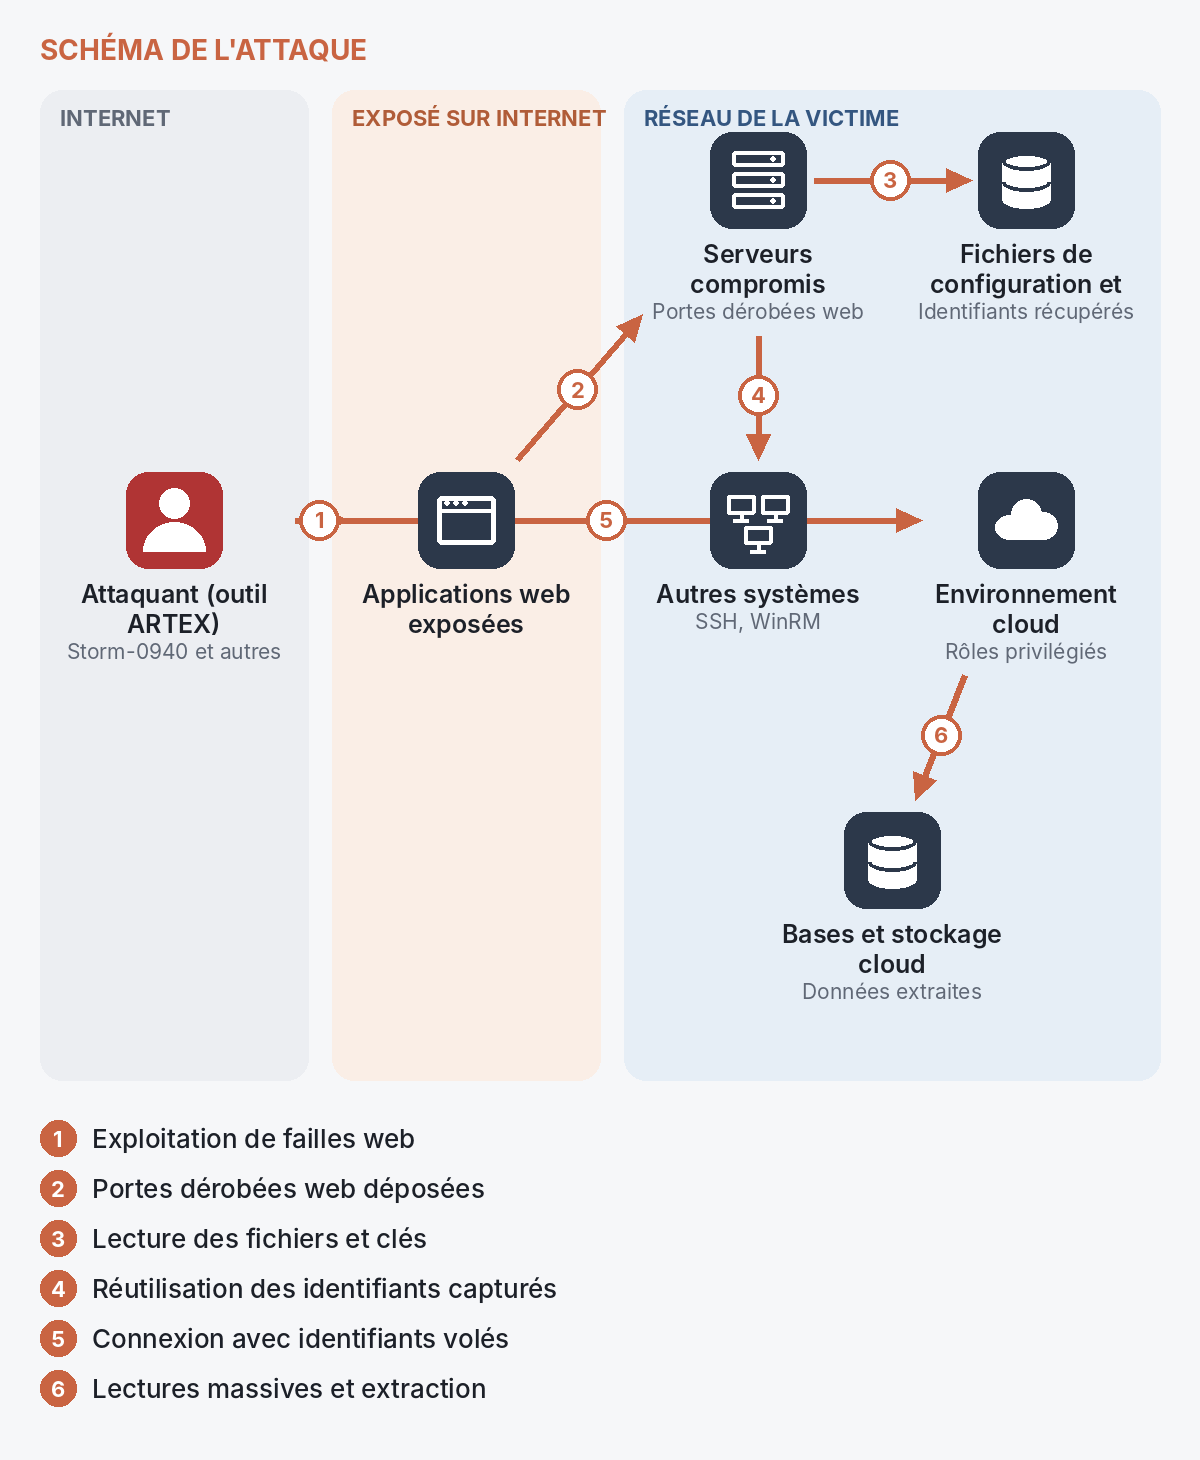 SCHÉMA DE L'ATTAQUE
INTERNET
EXPOSÉ SUR INTERNET
RÉSEAU DE LA VICTIME
3
Serveurs
compromis
Portes dérobées web
Fichiers de
configuration et
Identifiants récupérés
2
4
1
5
Attaquant (outil
ARTEX)
Storm-0940 et autres
Applications web
exposées
Autres systèmes
SSH, WinRM
Environnement
cloud
Rôles privilégiés
6
Bases et stockage
cloud
Données extraites
1 Exploitation de failles web
2 Portes dérobées web déposées
3 Lecture des fichiers et clés
4 Réutilisation des identifiants capturés
5 Connexion avec identifiants volés
6 Lectures massives et extraction